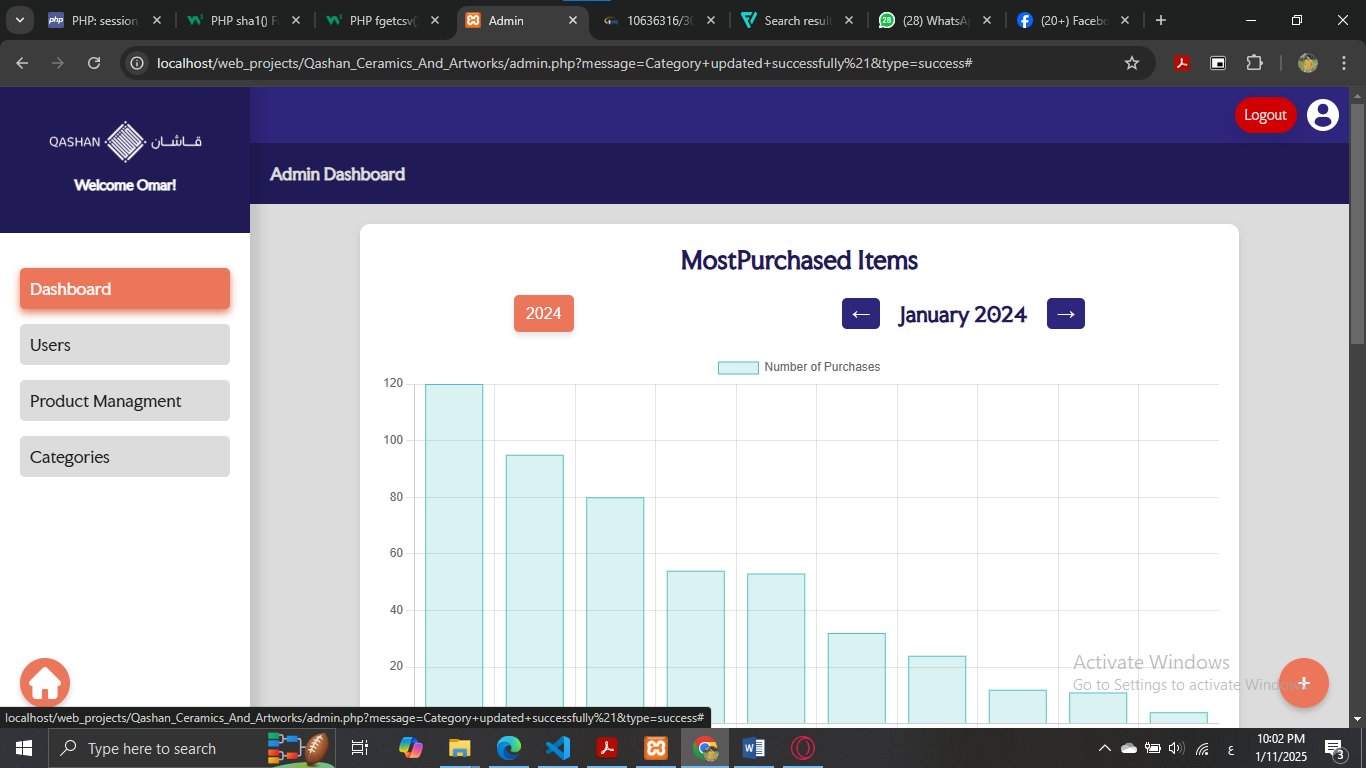 PHP: session
PHP sha1() F
PHP fgetcsv(
Admin
10636316/30
Search result
(28) WhatsA
(20+) Facebo
localhost/web_projects/Qashan_Ceramics_And_Artworks/admin.php?message=Category+updated+successfully%21&type=success#
QASHAN قاشان
Welcome Omar!
Logout
Admin Dashboard
Dashboard
Users
Product Managment
Categories
MostPurchased Items
2024
← January 2024 →
Number of Purchases
120
100
80
60
40
20
+
Activate Windows
Go to Settings to activate Windows.
localhost/web_projects/Qashan_Ceramics_And_Artworks/admin.php?message=Category+updated+successfully%21&type=success#
Type here to search
ع
10:02 PM
1/11/2025
3